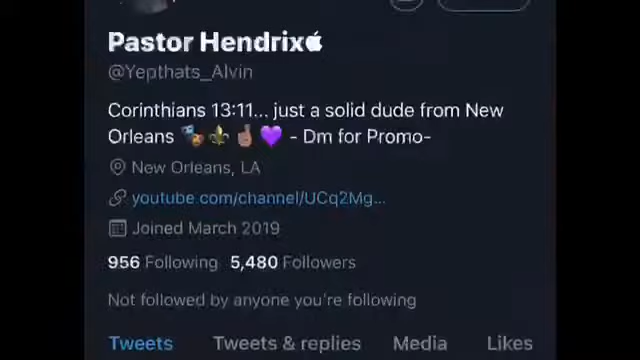 Pastor Hendrix
@Yepthats_Alvin
Corinthians 13:11... just a solid dude from New
Orleans 🎭⚜️☝🏽💜 - Dm for Promo-
New Orleans, LA
youtube.com/channel/UCq2Mg...
Joined March 2019
956 Following 5,480 Followers
Not followed by anyone you're following
Tweets Tweets & replies Media Likes